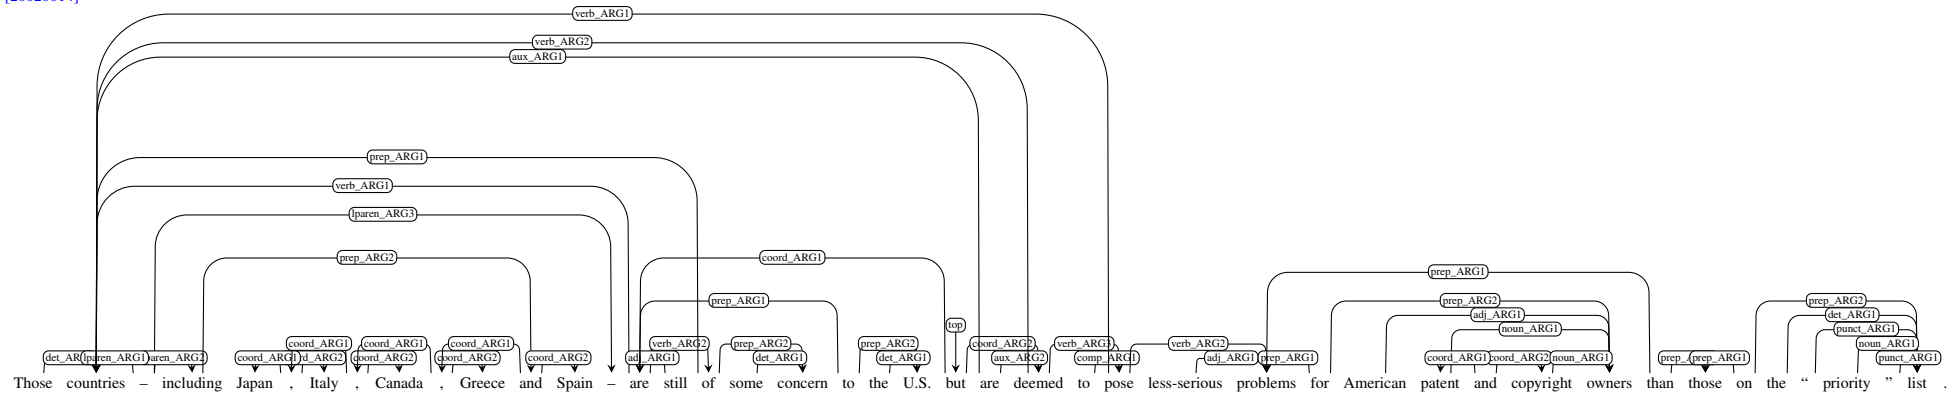 verb_ARG1
verb_ARG2
aux_ARG1
prep_ARG1
verb_ARG1
lparen_ARG3
prep_ARG2 coord_ARG1
prep_ARG1
prep_ARG1 prep_ARG2 prep_ARG2
adj_ARG1 det_ARG1
top noun_ARG1 punct_ARG1
coord_ARG1 coord_ARG1 coord_ARG1 verb_ARG2 prep_ARG2 prep_ARG2 coord_ARG2 verb_ARG3 verb_ARG2 noun_ARG1
lparen_ARG1 coord_ARG1 coord_ARG2 coord_ARG2 coord_ARG2 adj_ARG1 det_ARG1 det_ARG1 aux_ARG2 comp_ARG1 adj_ARG1 prep_ARG1 coord_ARG1 coord_ARG2 noun_ARG1 prep_ARG1 punct_ARG1
Those countries – including Japan , Italy , Canada , Greece and Spain – are still of some concern to the U.S. but are deemed to pose less-serious problems for American patent and copyright owners than those on the “ priority ” list .